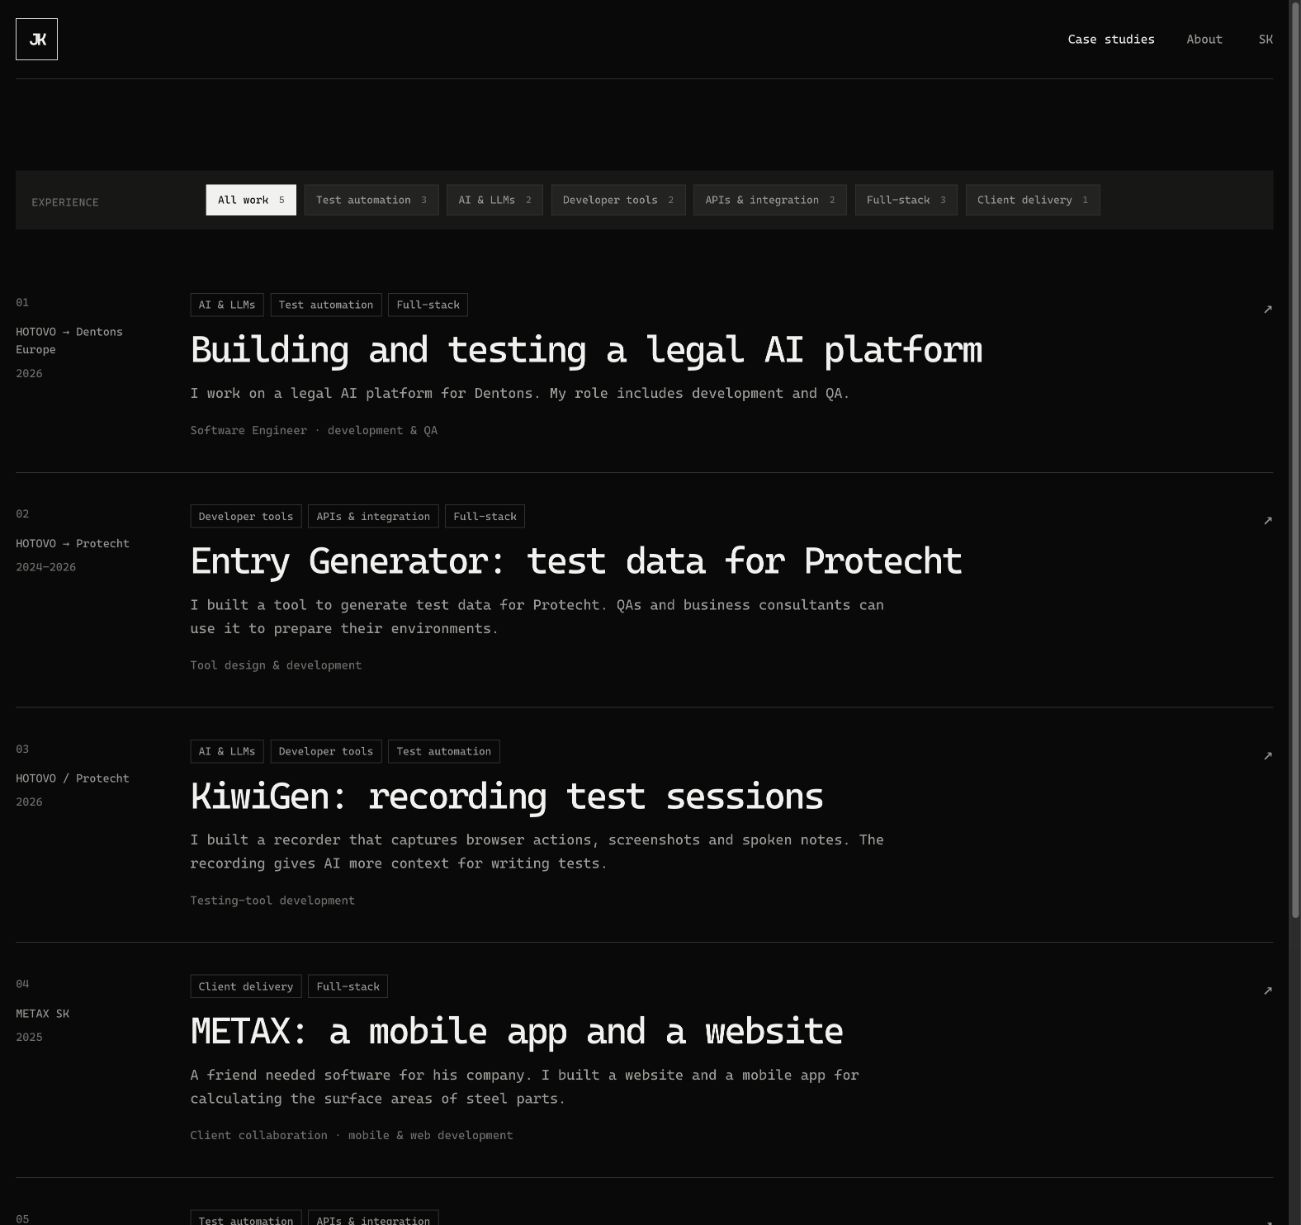 JK
Case studies About SK
EXPERIENCE All work 5 Test automation 3 AI & LLMs 2 Developer tools 2 APIs & integration 2 Full-stack 3 Client delivery 1
01
HOTOVO → Dentons
Europe
2026
AI & LLMs Test automation Full-stack
↗
Building and testing a legal AI platform
I work on a legal AI platform for Dentons. My role includes development and QA.
Software Engineer · development & QA
02
HOTOVO → Protecht
2024–2026
Developer tools APIs & integration Full-stack
↗
Entry Generator: test data for Protecht
I built a tool to generate test data for Protecht. QAs and business consultants can
use it to prepare their environments.
Tool design & development
03
HOTOVO / Protecht
2026
AI & LLMs Developer tools Test automation
↗
KiwiGen: recording test sessions
I built a recorder that captures browser actions, screenshots and spoken notes. The
recording gives AI more context for writing tests.
Testing-tool development
04
METAX SK
2025
Client delivery Full-stack
↗
METAX: a mobile app and a website
A friend needed software for his company. I built a website and a mobile app for
calculating the surface areas of steel parts.
Client collaboration · mobile & web development
05
Test automation APIs & integration